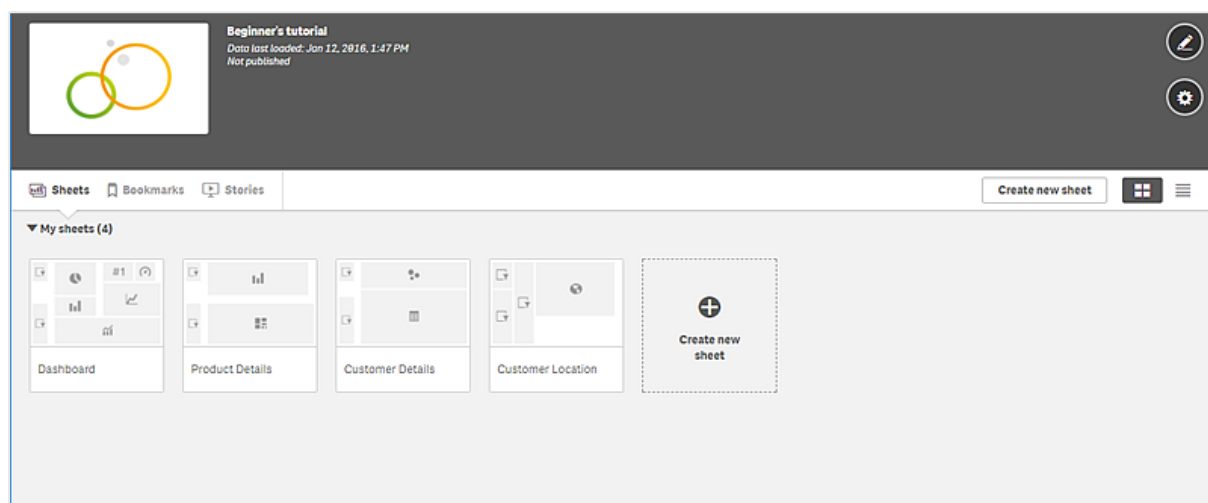 Beginner's tutorial
Data last loaded: Jan 12, 2016, 1:47 PM
Not published
Sheets Bookmarks Stories Create new sheet
My sheets (4)
#1
Dashboard Product Details Customer Details Customer Location
Create new
sheet